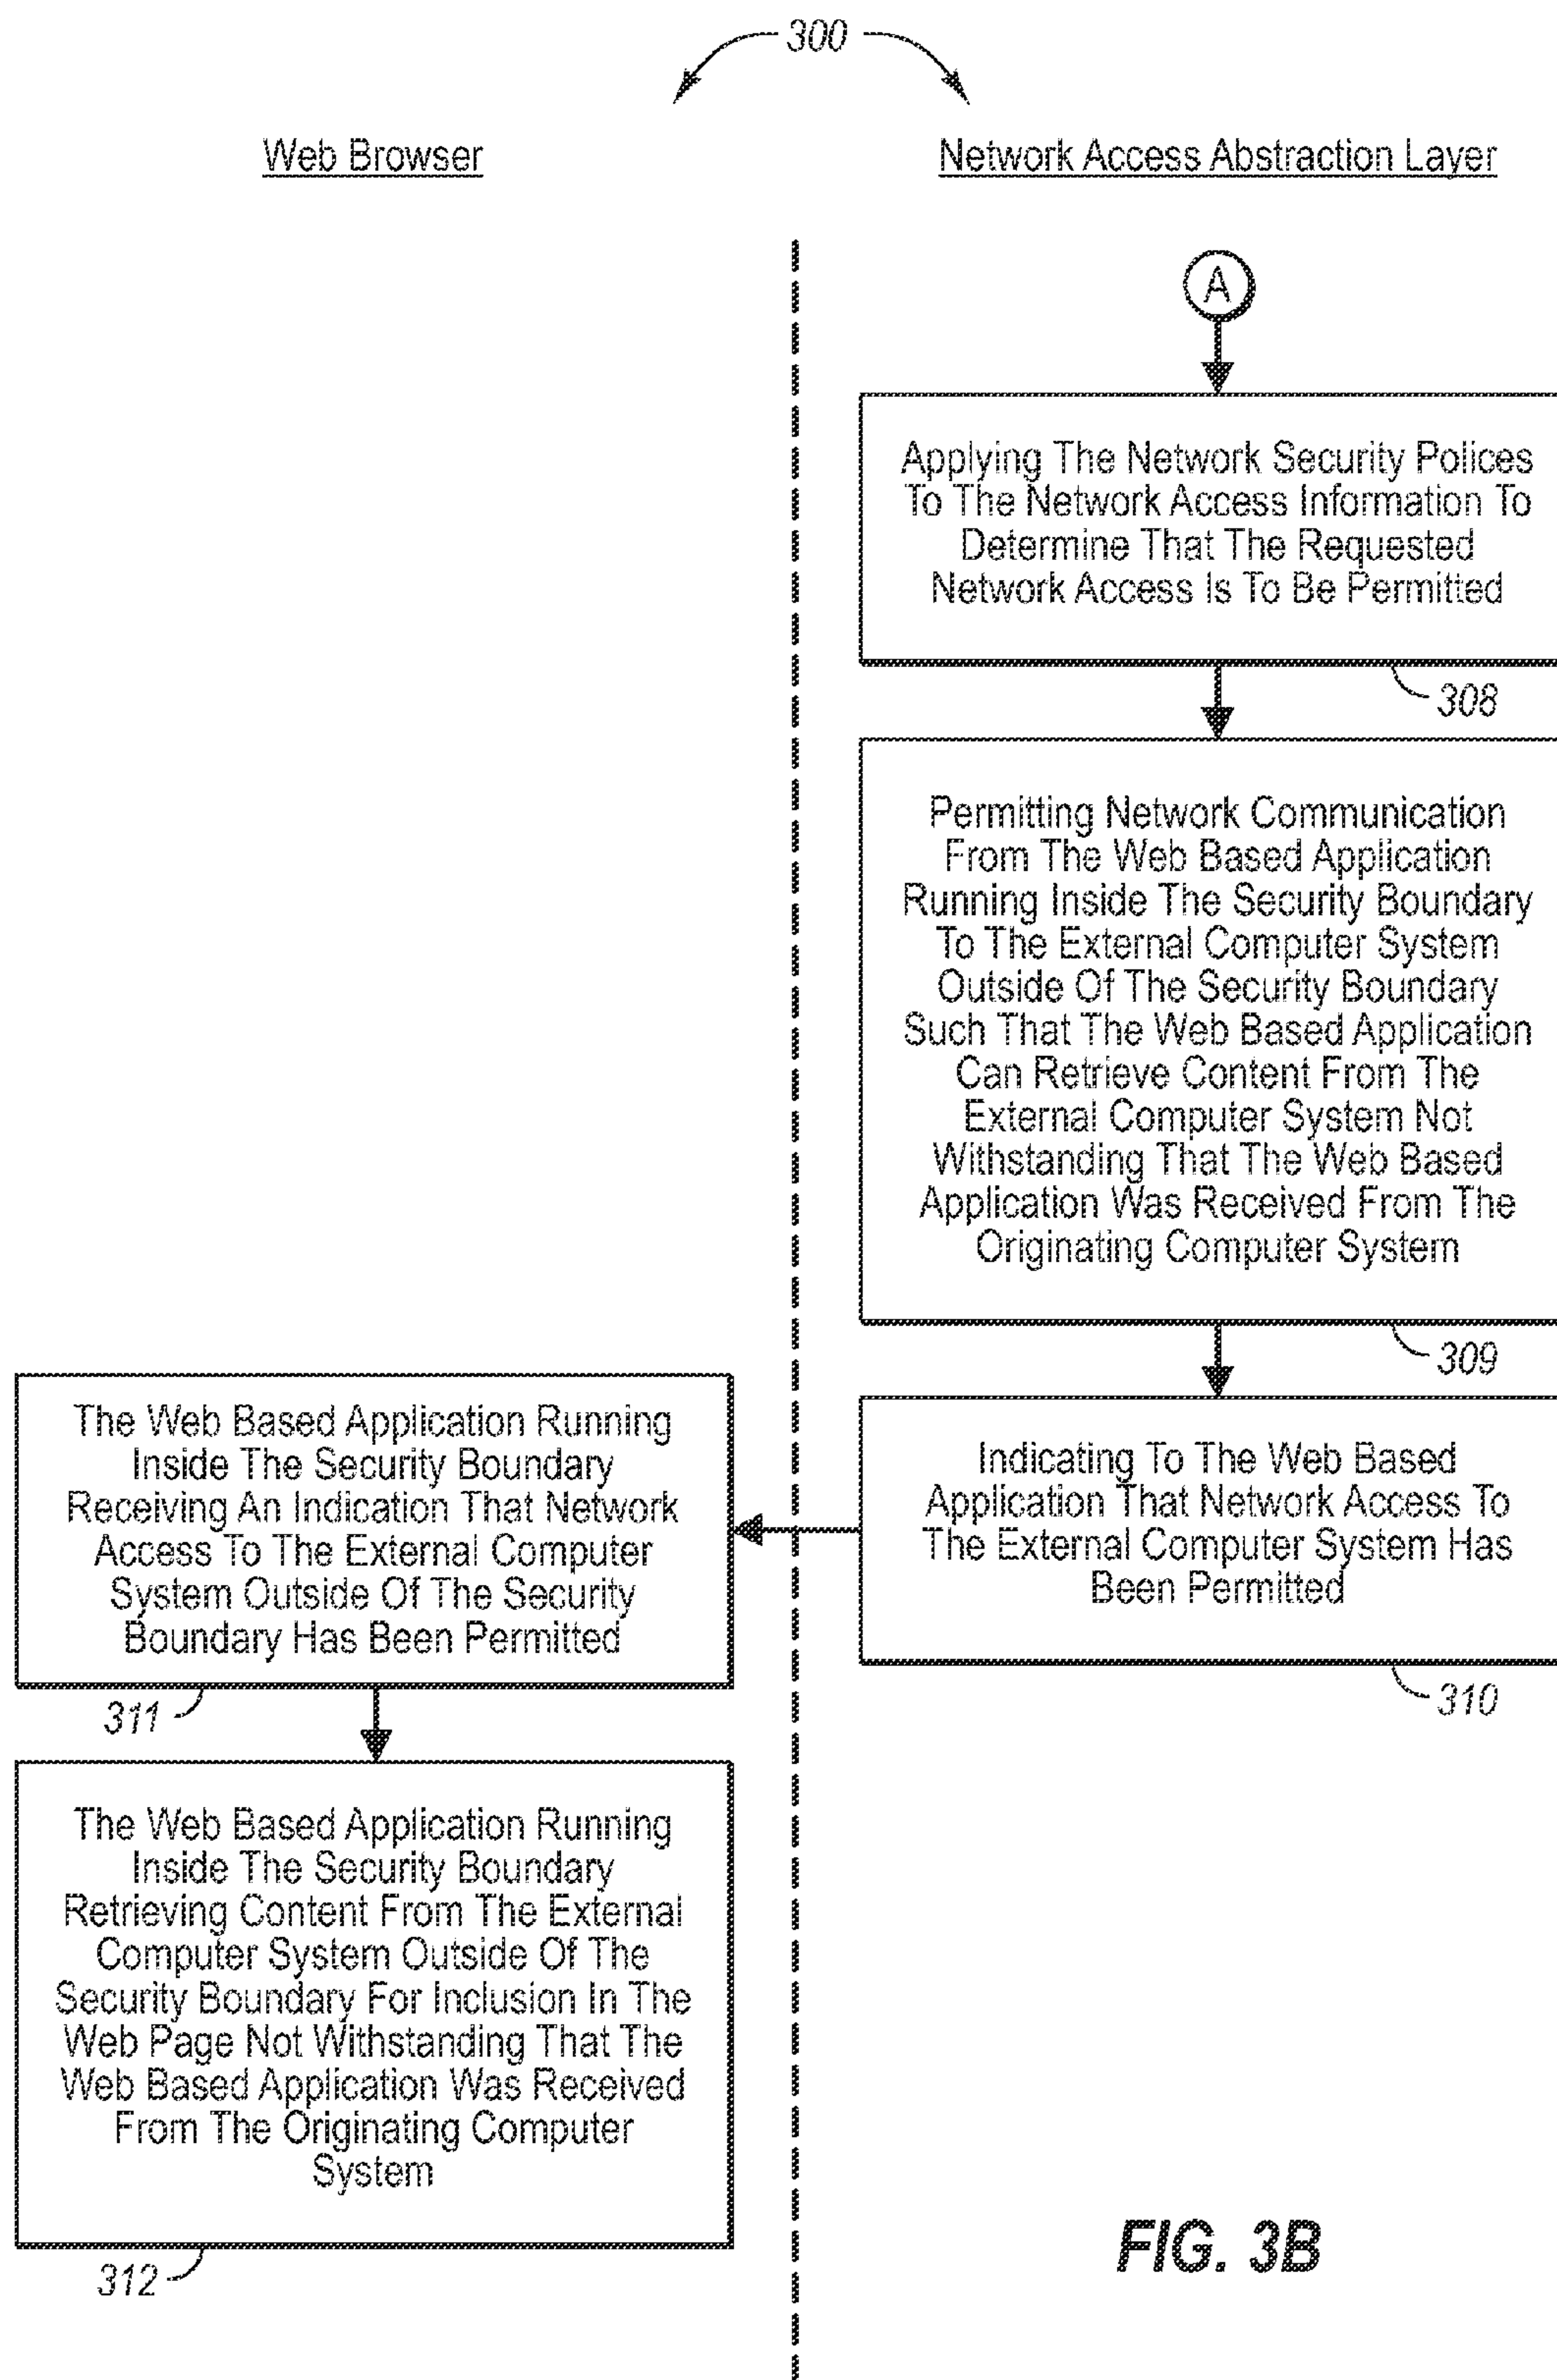 300
Web Browser
Network Access Abstraction Layer
A
Applying The Network Security Polices
To The Network Access Information To
Determine That The Requested
Network Access Is To Be Permitted
308
Permitting Network Communication
From The Web Based Application
Running Inside The Security Boundary
To The External Computer System
Outside Of The Security Boundary
Such That The Web Based Application
Can Retrieve Content From The
External Computer System Not
Withstanding That The Web Based
Application Was Received From The
Originating Computer System
309
Indicating To The Web Based
Application That Network Access To
The External Computer System Has
Been Permitted
310
The Web Based Application Running
Inside The Security Boundary
Receiving An Indication That Network
Access To The External Computer
System Outside Of The Security
Boundary Has Been Permitted
311
The Web Based Application Running
Inside The Security Boundary
Retrieving Content From The External
Computer System Outside Of The
Security Boundary For Inclusion In The
Web Page Not Withstanding That The
Web Based Application Was Received
From The Originating Computer
System
312
FIG. 3B